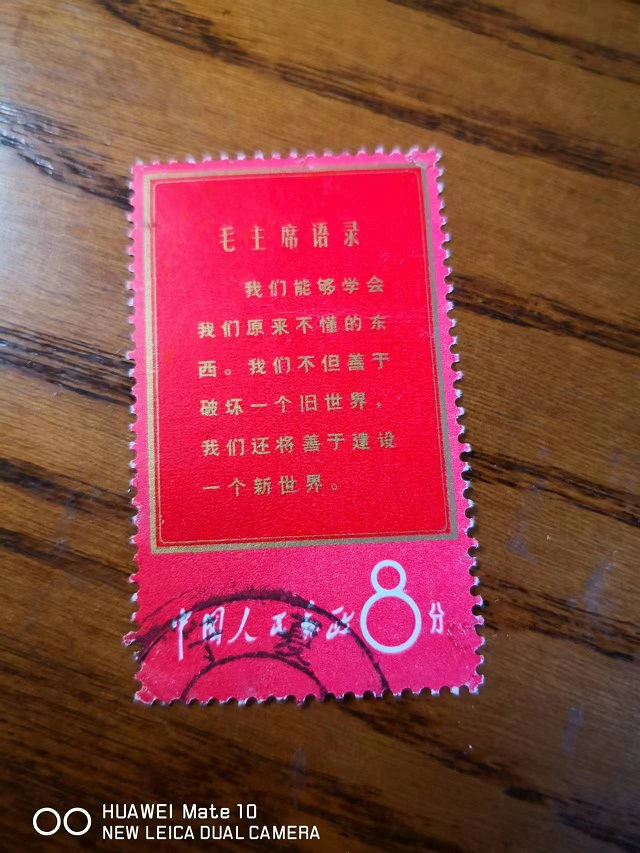 毛主席语录
我们能够学会
我们原来不懂的东
西。我们不但善于
破坏一个旧世界，
我们还将善于建设
一个新世界。
中国人民邮政 8分
HUAWEI Mate 10
NEW LEICA DUAL CAMERA